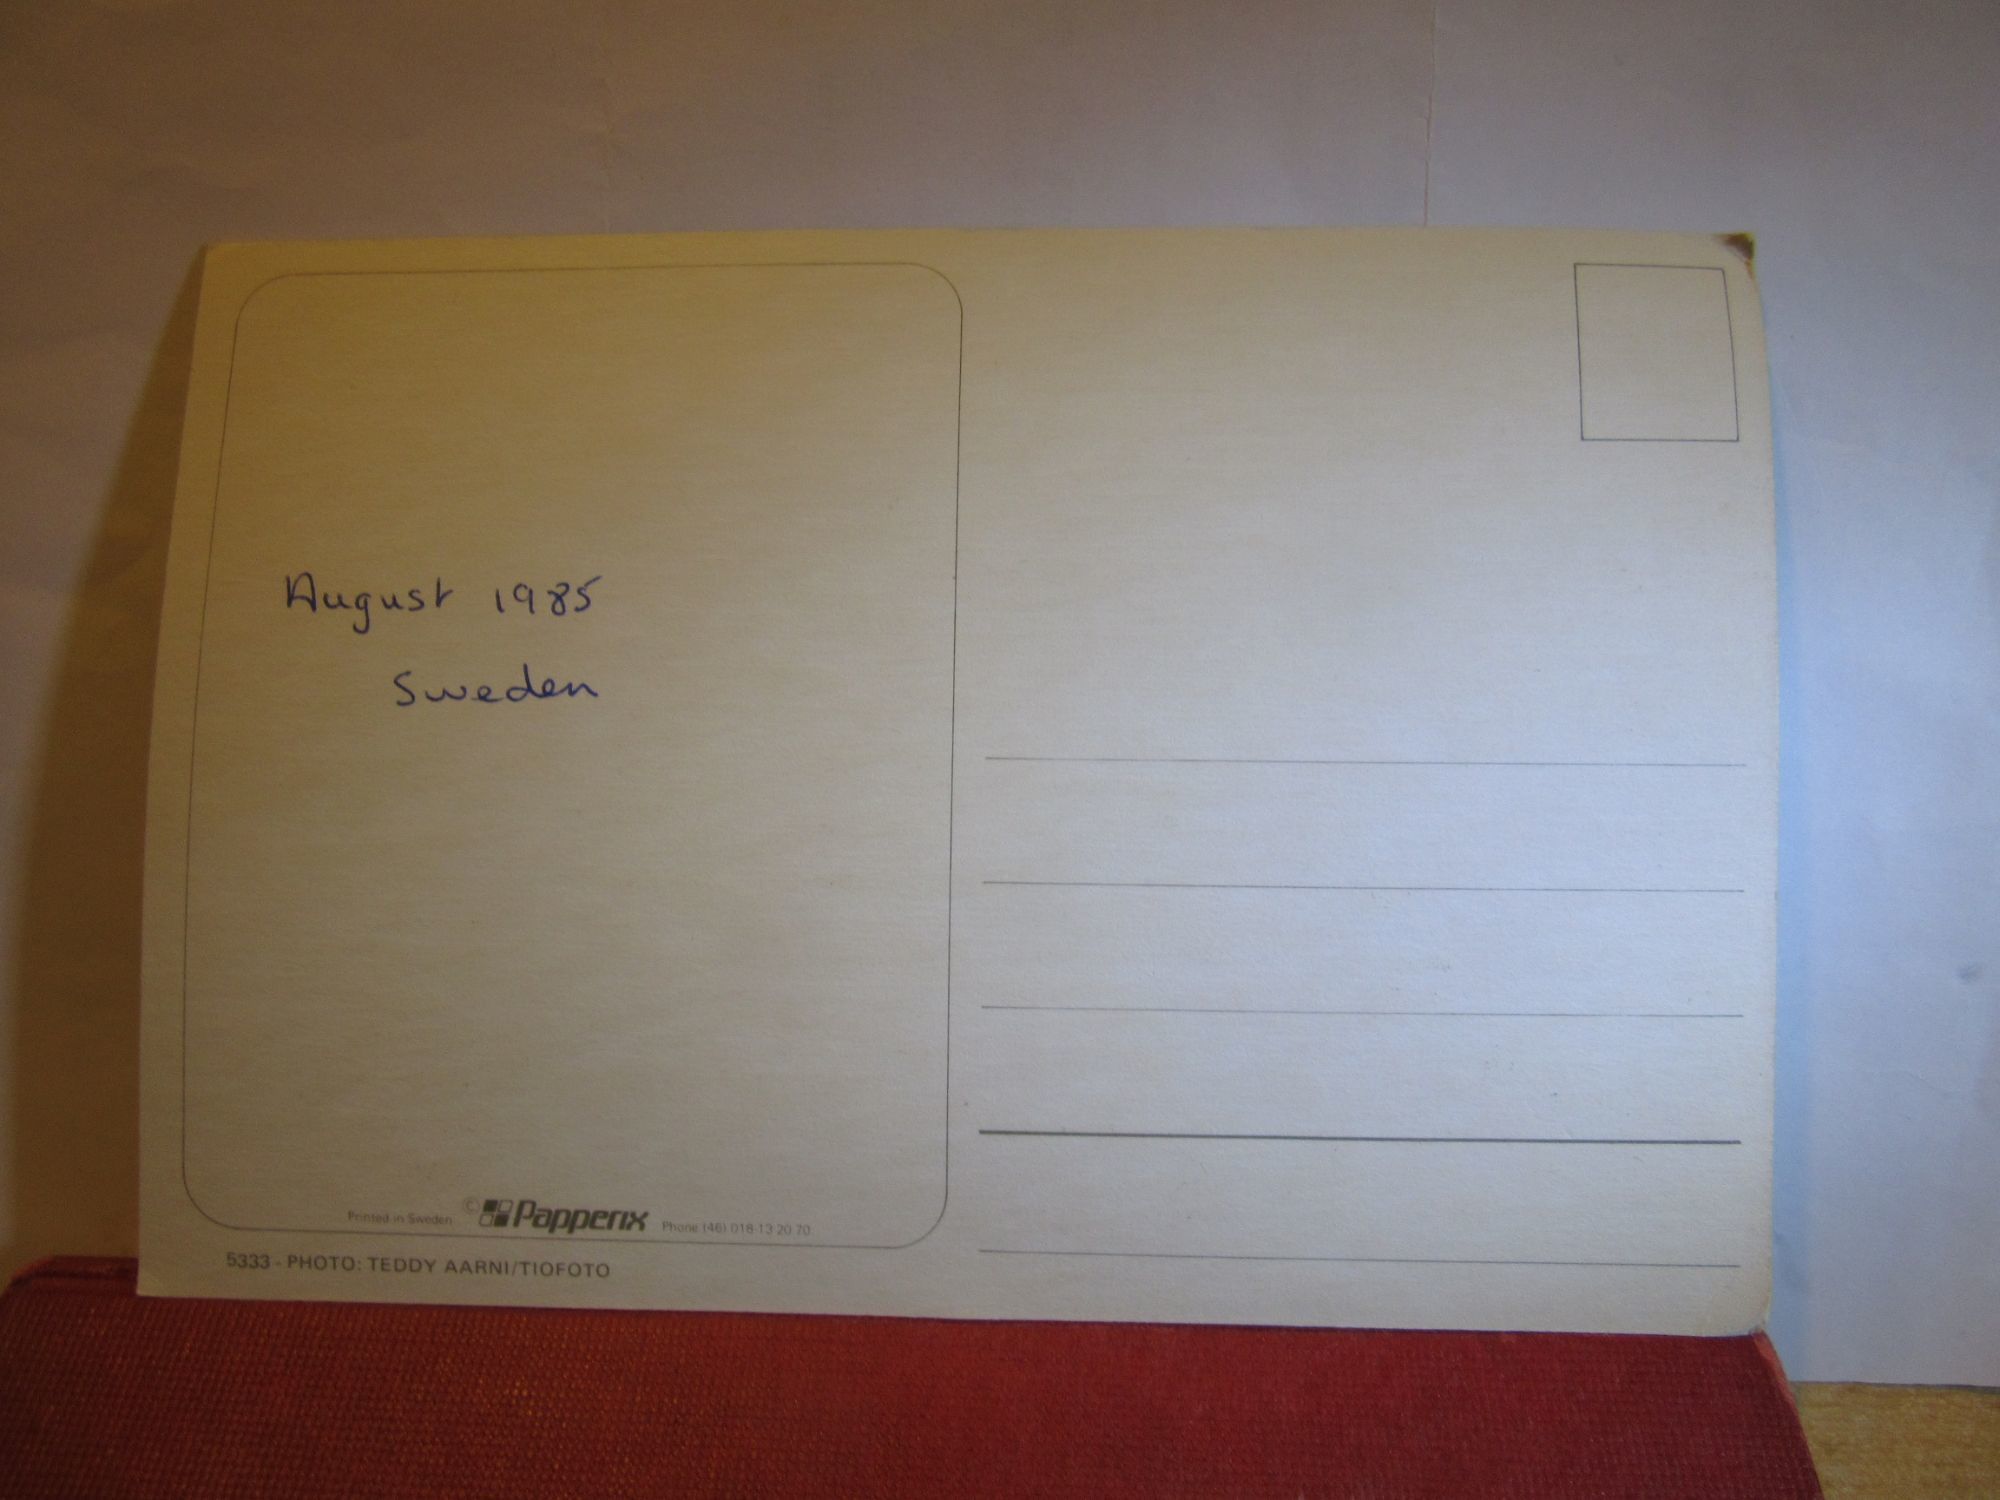 August 1985
Sweden
Printed in Sweden © Papperix Phone (46) 018-13 20 70
5333 - PHOTO: TEDDY AARNI/TIOFOTO